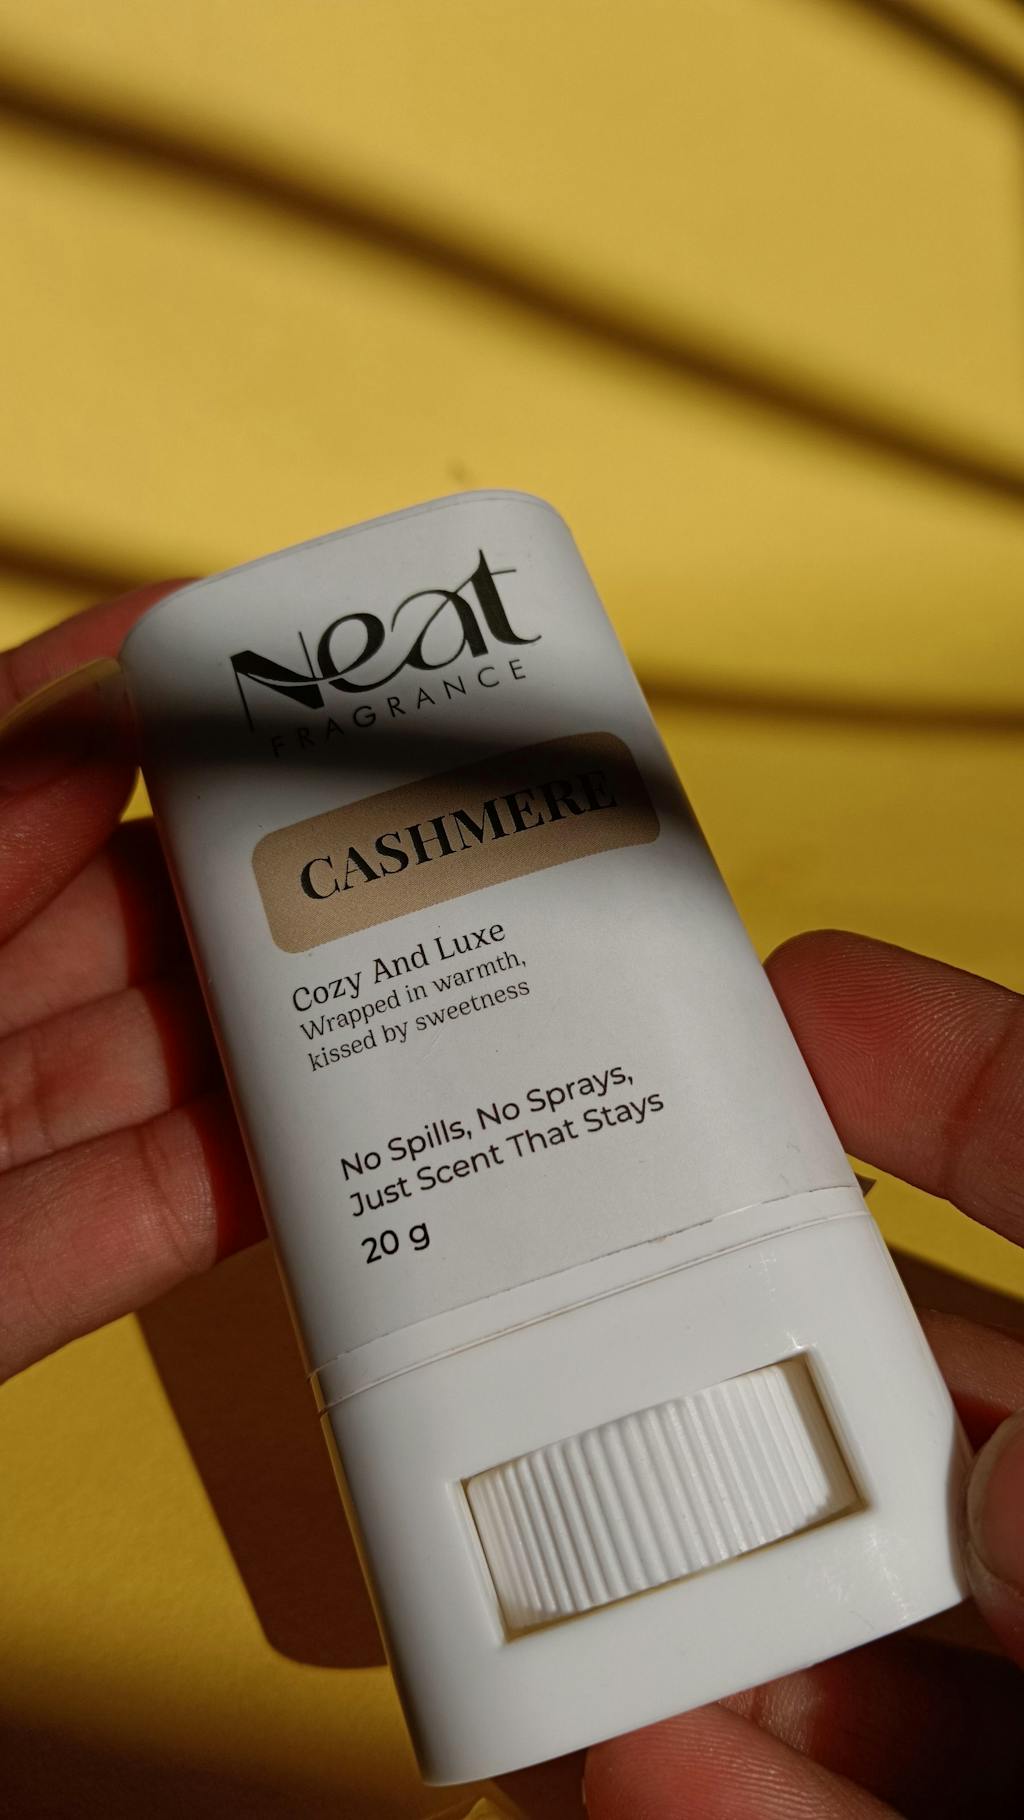 Neat
FRAGRANCE
CASHMERE
Cozy And Luxe
Wrapped in warmth,
kissed by sweetness
No Spills, No Sprays,
Just Scent That Stays
20 g